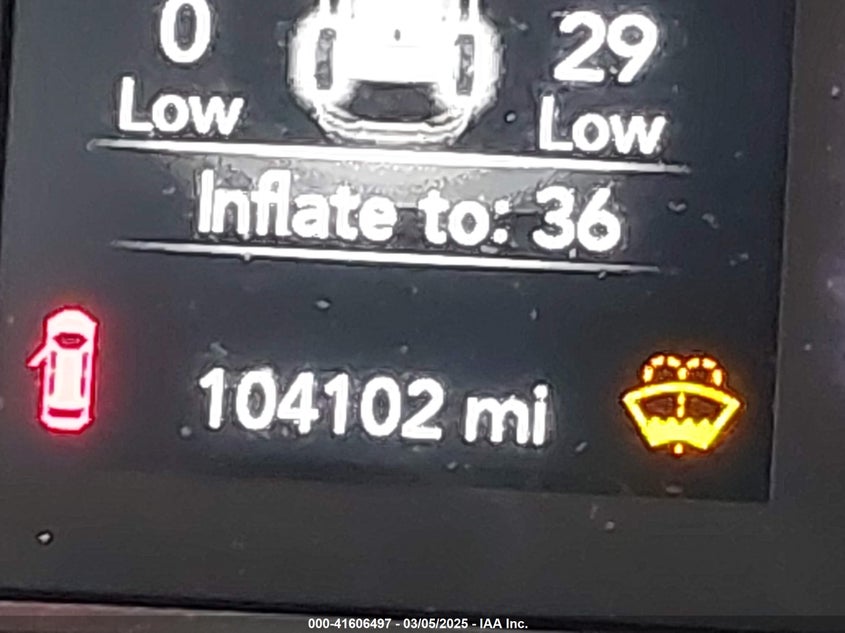 0 29
Low Low
Inflate to: 36
104102 mi
000-41606497 - 03/05/2025 - IAA Inc.